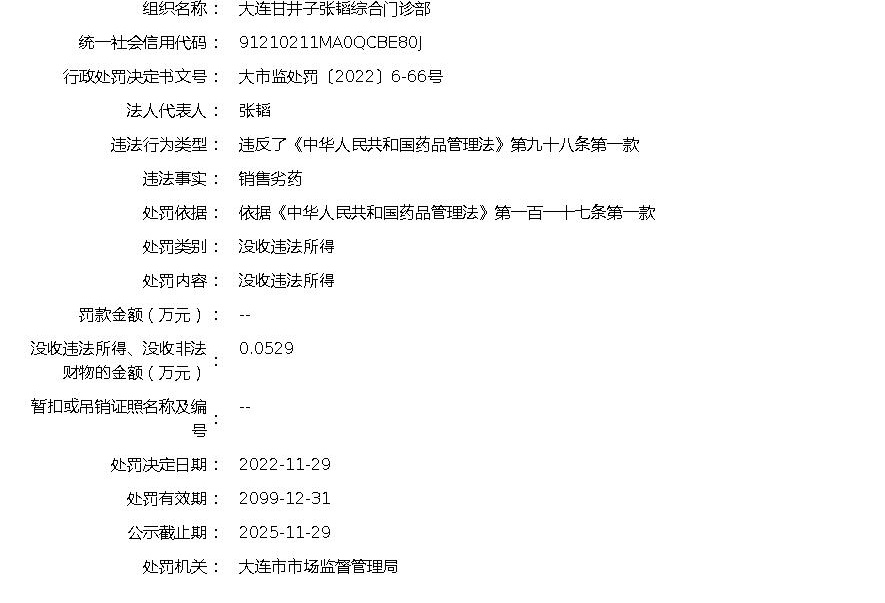 组织名称： 大连甘井子张韬综合门诊部
统一社会信用代码： 91210211MA0QCBE80J
行政处罚决定书文号： 大市监处罚〔2022〕6-66号
法人代表人： 张韬
违法行为类型： 违反了《中华人民共和国药品管理法》第九十八条第一款
违法事实： 销售劣药
处罚依据： 依据《中华人民共和国药品管理法》第一百一十七条第一款
处罚类别： 没收违法所得
处罚内容： 没收违法所得
罚款金额（万元）： --
没收违法所得、没收非法
财物的金额（万元）： 0.0529
暂扣或吊销证照名称及编
号： --
处罚决定日期： 2022-11-29
处罚有效期： 2099-12-31
公示截止期： 2025-11-29
处罚机关： 大连市市场监督管理局